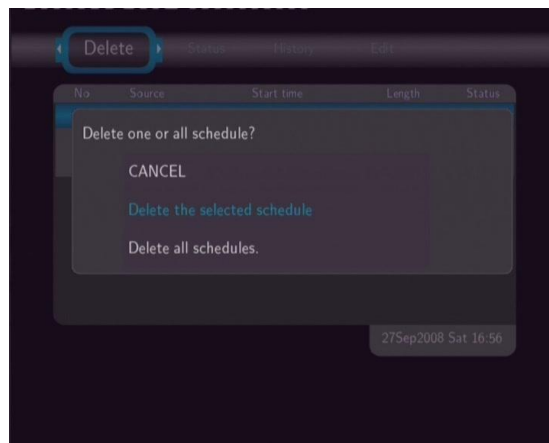 Delete Status History Edit
No Source Start time Length Status
Delete one or all schedule?
CANCEL
Delete the selected schedule
Delete all schedules.
27Sep2008 Sat 16:56